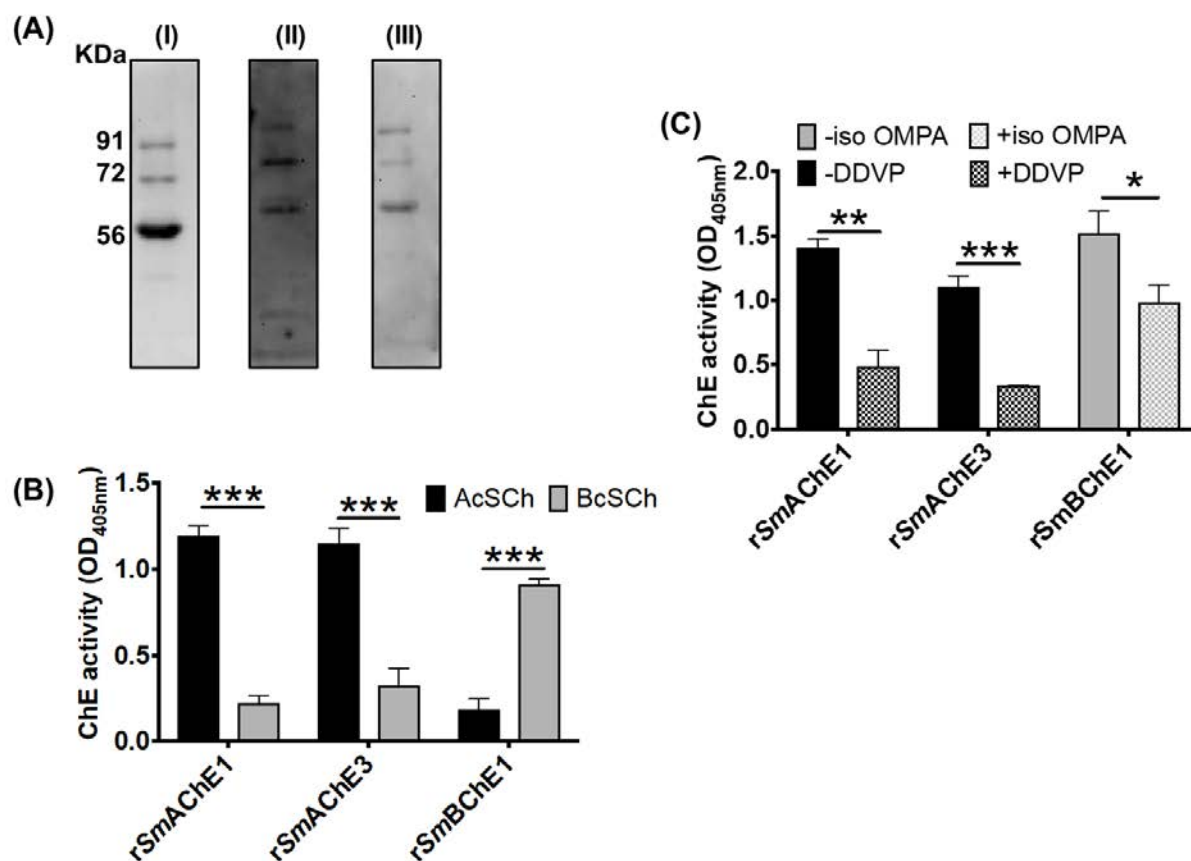 (A)
(I) (II) (III)
KDa
91
72
56
(B)
ChE activity (OD405nm)
1.5
1.0
0.5
0.0
*** *** ***
AcSCh BcSCh
rSmAChE1 rSmAChE3 rSmBChE1
(C)
-iso OMPA +iso OMPA
-DDVP +DDVP
ChE activity (OD405nm)
2.0
1.5
1.0
0.5
0.0
** *** *
rSmAChE1 rSmAChE3 rSmBChE1